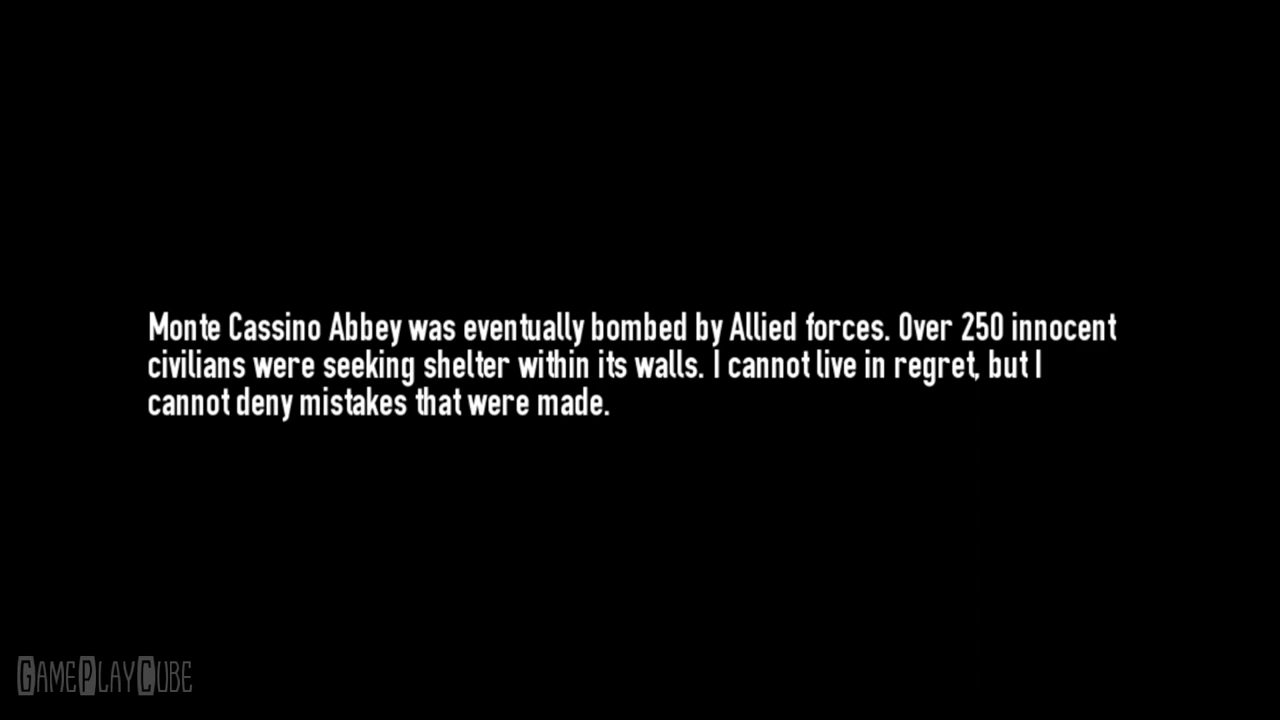 Monte Cassino Abbey was eventually bombed by Allied forces. Over 250 innocent
civilians were seeking shelter within its walls. I cannot live in regret, but I
cannot deny mistakes that were made.
GAMEPLAYCUBE